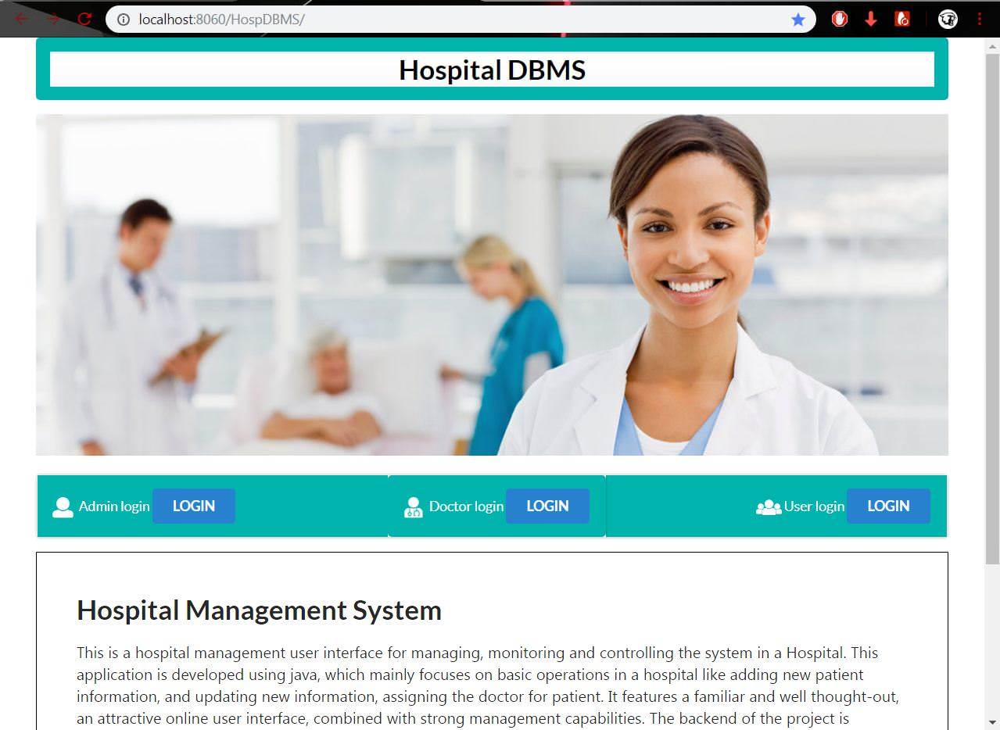 localhost:8060/HospDBMS/
Hospital DBMS
Admin login LOGIN Doctor login LOGIN User login LOGIN
Hospital Management System
This is a hospital management user interface for managing, monitoring and controlling the system in a Hospital. This
application is developed using java, which mainly focuses on basic operations in a hospital like adding new patient
information, and updating new information, assigning the doctor for patient. It features a familiar and well thought-out,
an attractive online user interface, combined with strong management capabilities. The backend of the project is